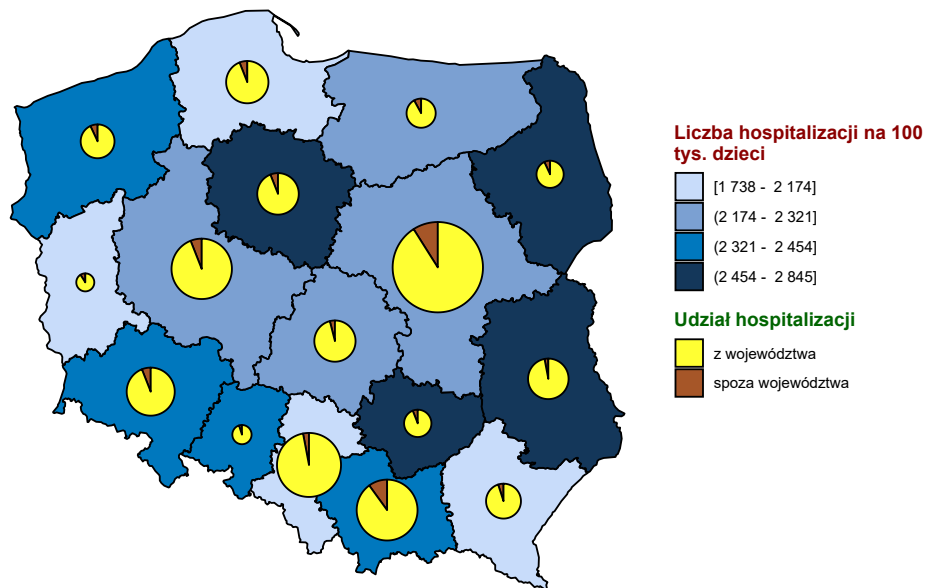 Liczba hospitalizacji na 100
tys. dzieci
[1 738 - 2 174]
(2 174 - 2 321]
(2 321 - 2 454]
(2 454 - 2 845]
Udział hospitalizacji
z województwa
spoza województwa